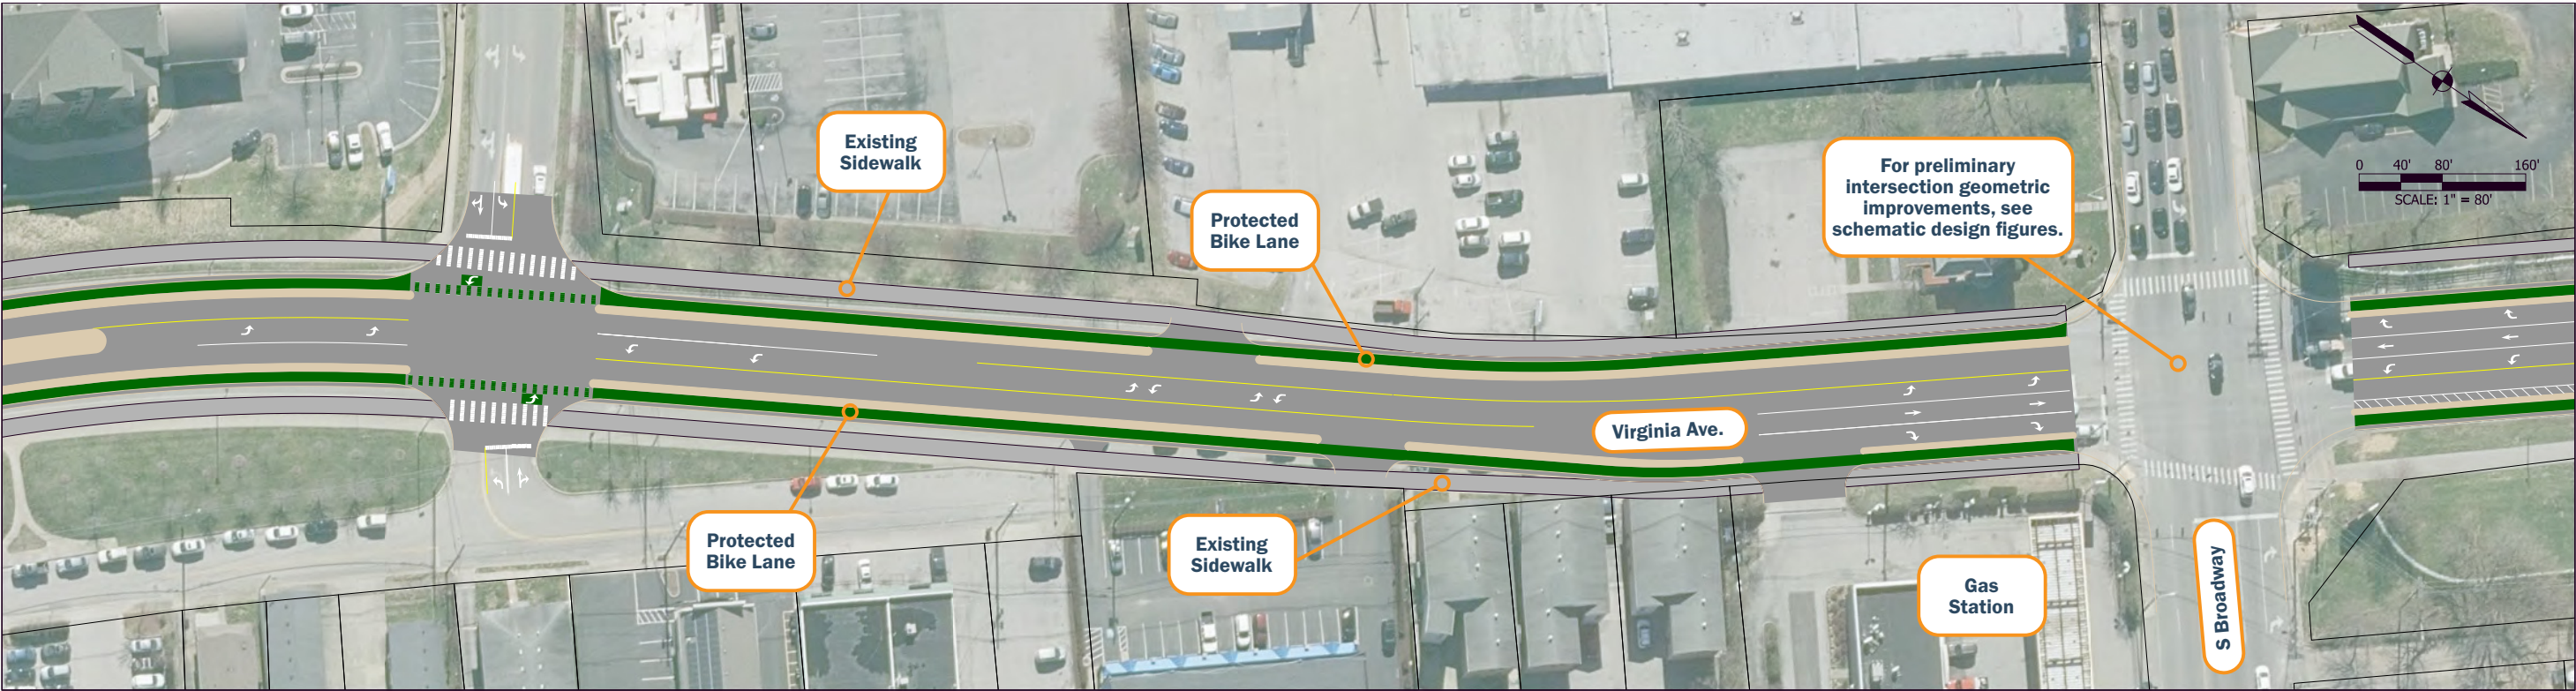 Existing
Sidewalk
Protected
Bike Lane
For preliminary
intersection geometric
improvements, see
schematic design figures.
0 40' 80' 160'
SCALE: 1" = 80'
Virginia Ave.
Protected
Bike Lane
Existing
Sidewalk
Gas
Station
S Broadway